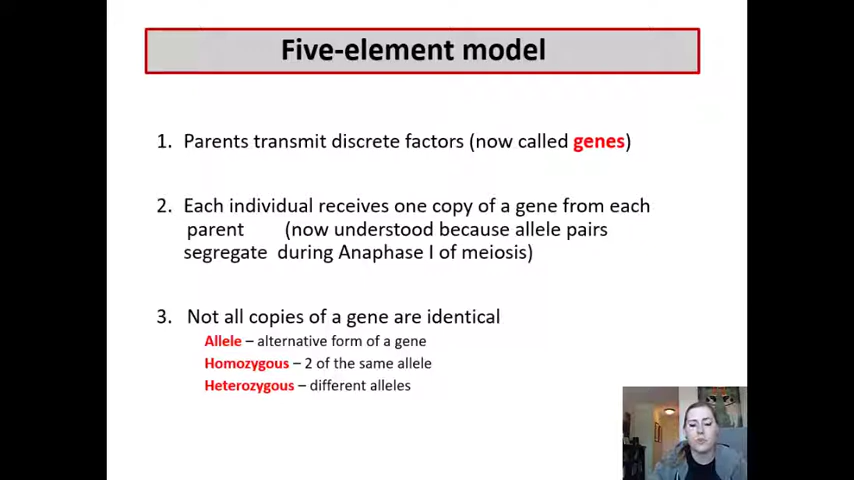 Five-element model
1. Parents transmit discrete factors (now called genes)
2. Each individual receives one copy of a gene from each
parent (now understood because allele pairs
segregate during Anaphase I of meiosis)
3. Not all copies of a gene are identical
Allele – alternative form of a gene
Homozygous – 2 of the same allele
Heterozygous – different alleles